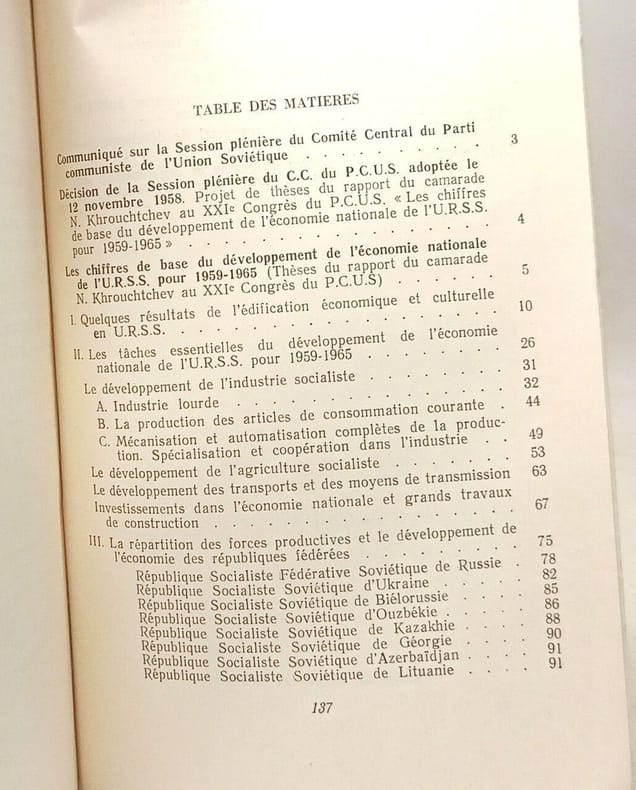 TABLE DES MATIERES
Communiqué sur la Session plénière du Comité Central du Parti
communiste de l'Union Soviétique . . . . . . . . . 3
Décision de la Session plénière du C.C. du P.C.U.S. adoptée le
12 novembre 1958. Projet de thèses du rapport du camarade
N. Khrouchtchev au XXIe Congrès du P.C.U.S. « Les chiffres
de base du développement de l'économie nationale de l'U.R.S.S.
pour 1959-1965 » . . . . . . . . . . . . . . 4
Les chiffres de base du développement de l'économie nationale
de l'U.R.S.S. pour 1959-1965 (Thèses du rapport du camarade
N. Khrouchtchev au XXIe Congrès du P.C.U.S) . . . . . . 5
I. Quelques résultats de l'édification économique et culturelle
en U.R.S.S. . . . . . . . . . . . . . . . 10
II. Les tâches essentielles du développement de l'économie
nationale de l'U.R.S.S. pour 1959-1965 . . . . . . . 26
Le développement de l'industrie socialiste . . . . . . . 31
A. Industrie lourde . . . . . . . . . . . . . 32
B. La production des articles de consommation courante . 44
C. Mécanisation et automatisation complètes de la produc-
tion. Spécialisation et coopération dans l'industrie . . 49
Le développement de l'agriculture socialiste . . . . . . 53
Le développement des transports et des moyens de transmission 63
Investissements dans l'économie nationale et grands travaux
de construction . . . . . . . . . . . . . . 67
III. La répartition des forces productives et le développement de
l'économie des républiques fédérées . . . . . . . . 75
République Socialiste Fédérative Soviétique de Russie . 78
République Socialiste Soviétique d'Ukraine . . . . . 82
République Socialiste Soviétique de Biélorussie . . . . 85
République Socialiste Soviétique d'Ouzbékie . . . . . 86
République Socialiste Soviétique de Kazakhie . . . . 88
République Socialiste Soviétique de Géorgie . . . . 90
République Socialiste Soviétique d'Azerbaïdjan . . . . 91
République Socialiste Soviétique de Lituanie . . . . 91
137